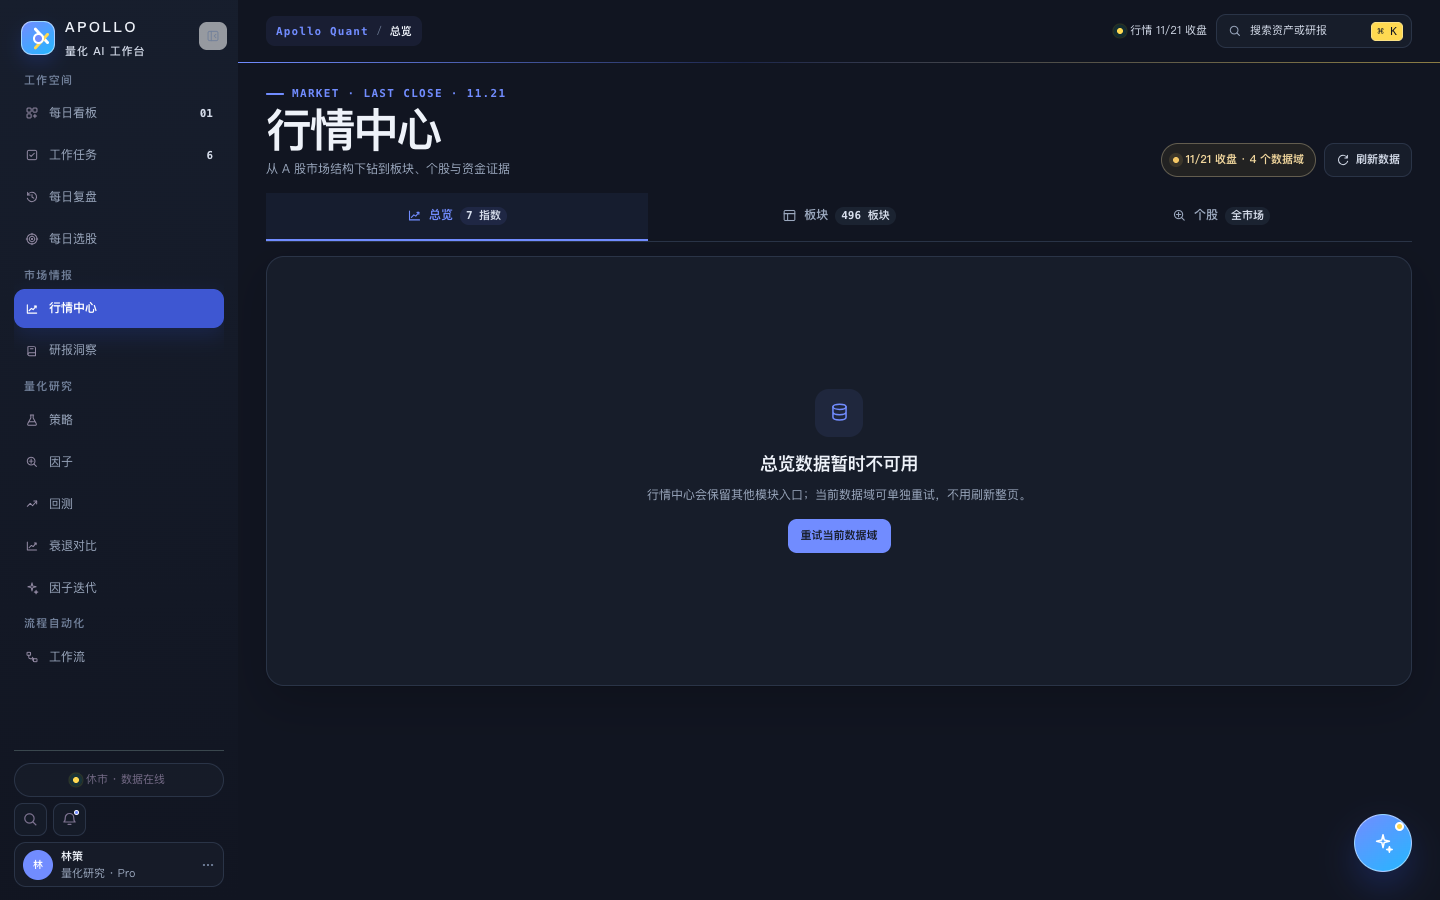 APOLLO
量化 AI 工作台
工作空间
每日看板 01
工作任务 6
每日复盘
每日选股
市场情报
行情中心
研报洞察
量化研究
策略
因子
回测
衰退对比
因子迭代
流程自动化
工作流
休市 · 数据在线
林
林策
量化研究 · Pro
Apollo Quant / 总览
行情 11/21 收盘
搜索资产或研报
⌘ K
MARKET · LAST CLOSE · 11.21
行情中心
从 A 股市场结构下钻到板块、个股与资金证据
11/21 收盘 · 4 个数据域
刷新数据
总览 7 指数
板块 496 板块
个股 全市场
总览数据暂时不可用
行情中心会保留其他模块入口；当前数据域可单独重试，不用刷新整页。
重试当前数据域